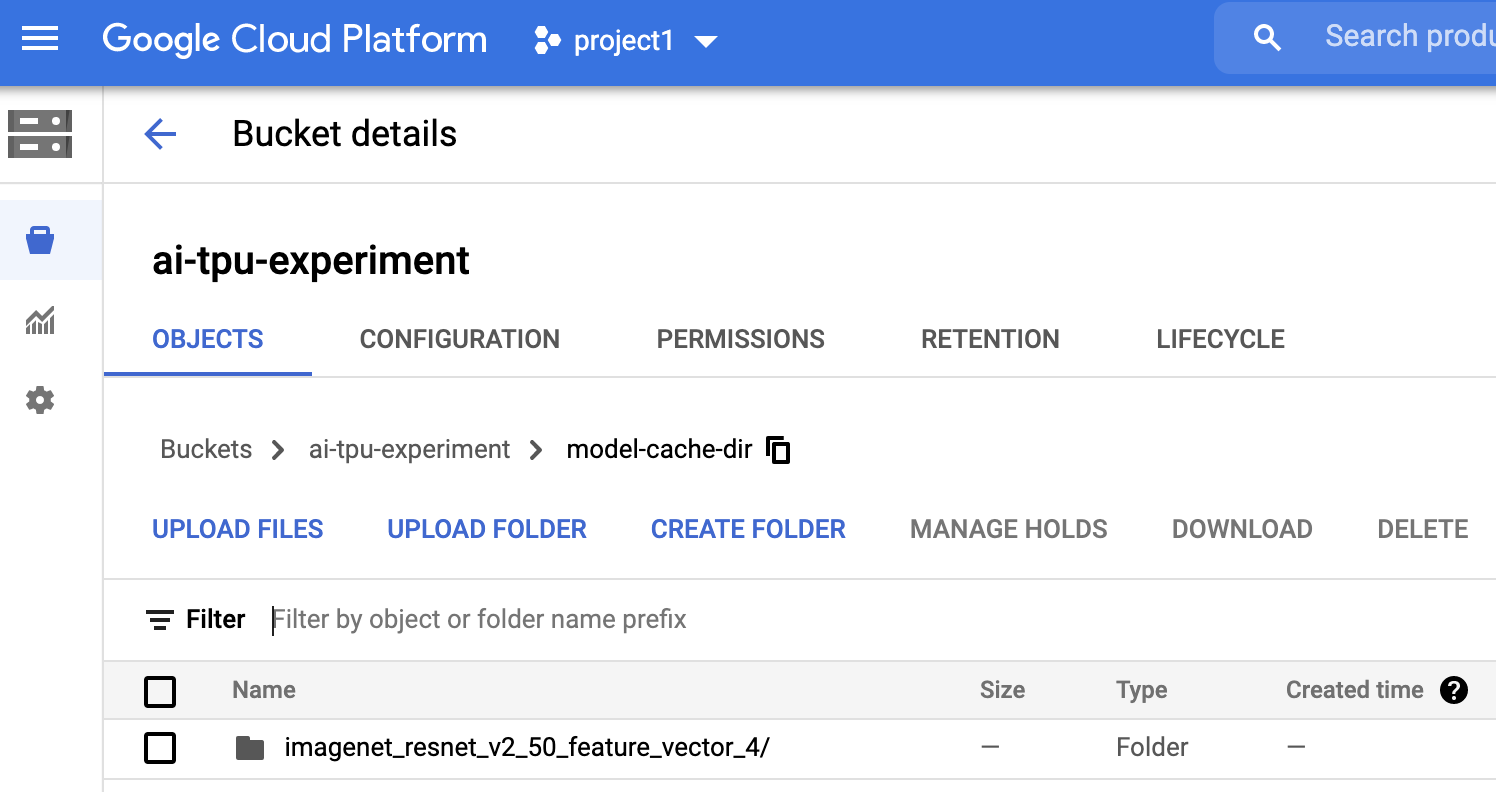 Google Cloud Platform project1 Search produ
Bucket details
ai-tpu-experiment
OBJECTS CONFIGURATION PERMISSIONS RETENTION LIFECYCLE
Buckets > ai-tpu-experiment > model-cache-dir
UPLOAD FILES UPLOAD FOLDER CREATE FOLDER MANAGE HOLDS DOWNLOAD DELETE
Filter Filter by object or folder name prefix
Name Size Type Created time ?
imagenet_resnet_v2_50_feature_vector_4/ — Folder —